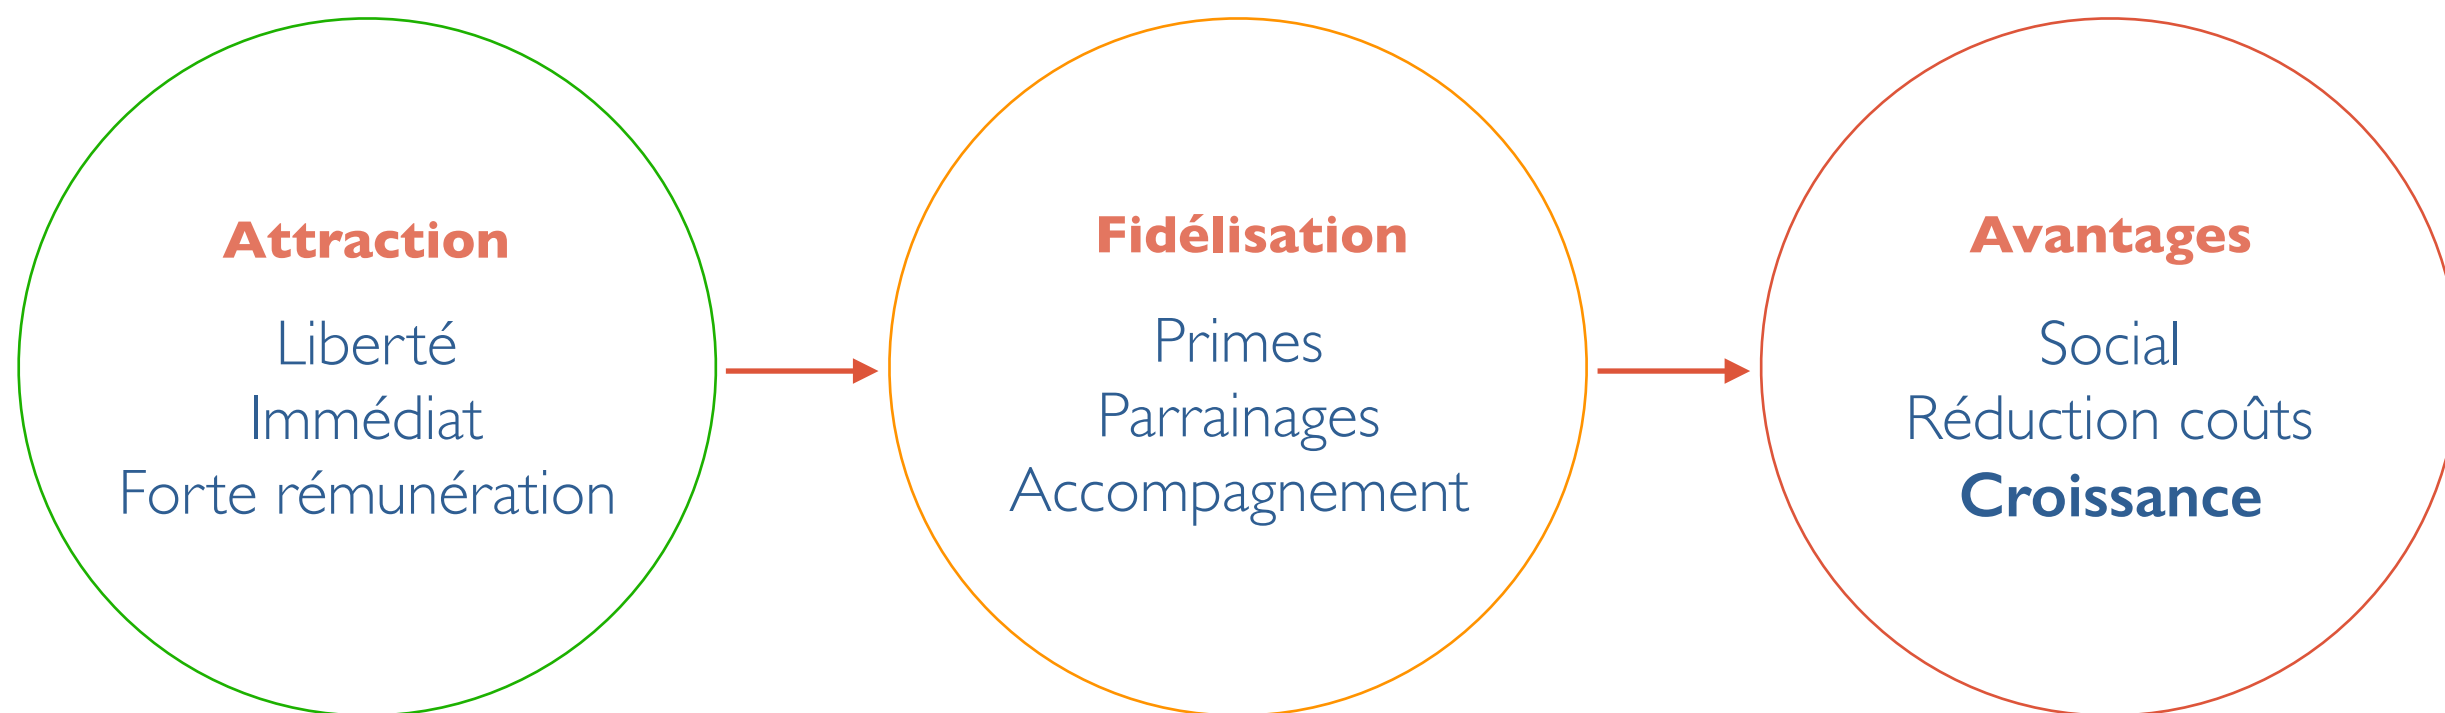 Attraction
Liberté
Immédiat
Forte rémunération
Fidélisation
Primes
Parrainages
Accompagnement
Avantages
Social
Réduction coûts
Croissance